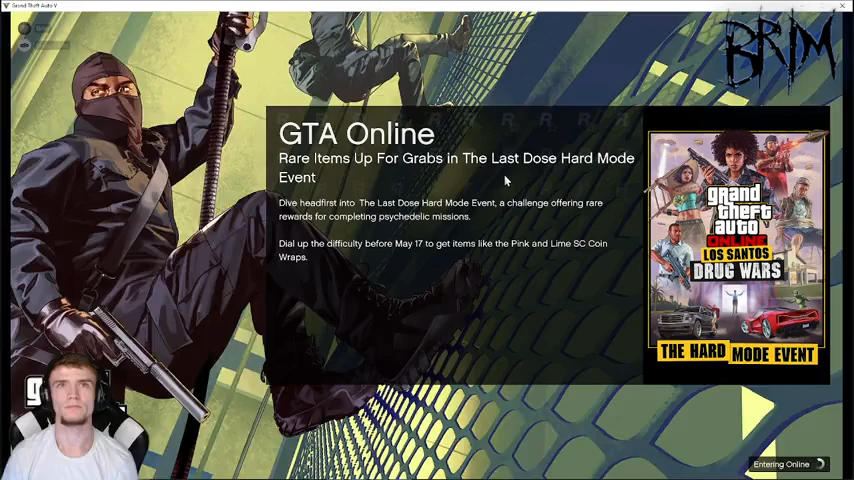 Grand Theft Auto V
BRIM
GTA Online
Rare Items Up For Grabs in The Last Dose Hard Mode
Event
Dive headfirst into The Last Dose Hard Mode Event, a challenge offering rare
rewards for completing psychedelic missions.
Dial up the difficulty before May 17 to get items like the Pink and Lime SC Coin
Wraps.
grand
theft
auto
ONLINE
LOS SANTOS
DRUG WARS
THE HARD MODE EVENT
Entering Online